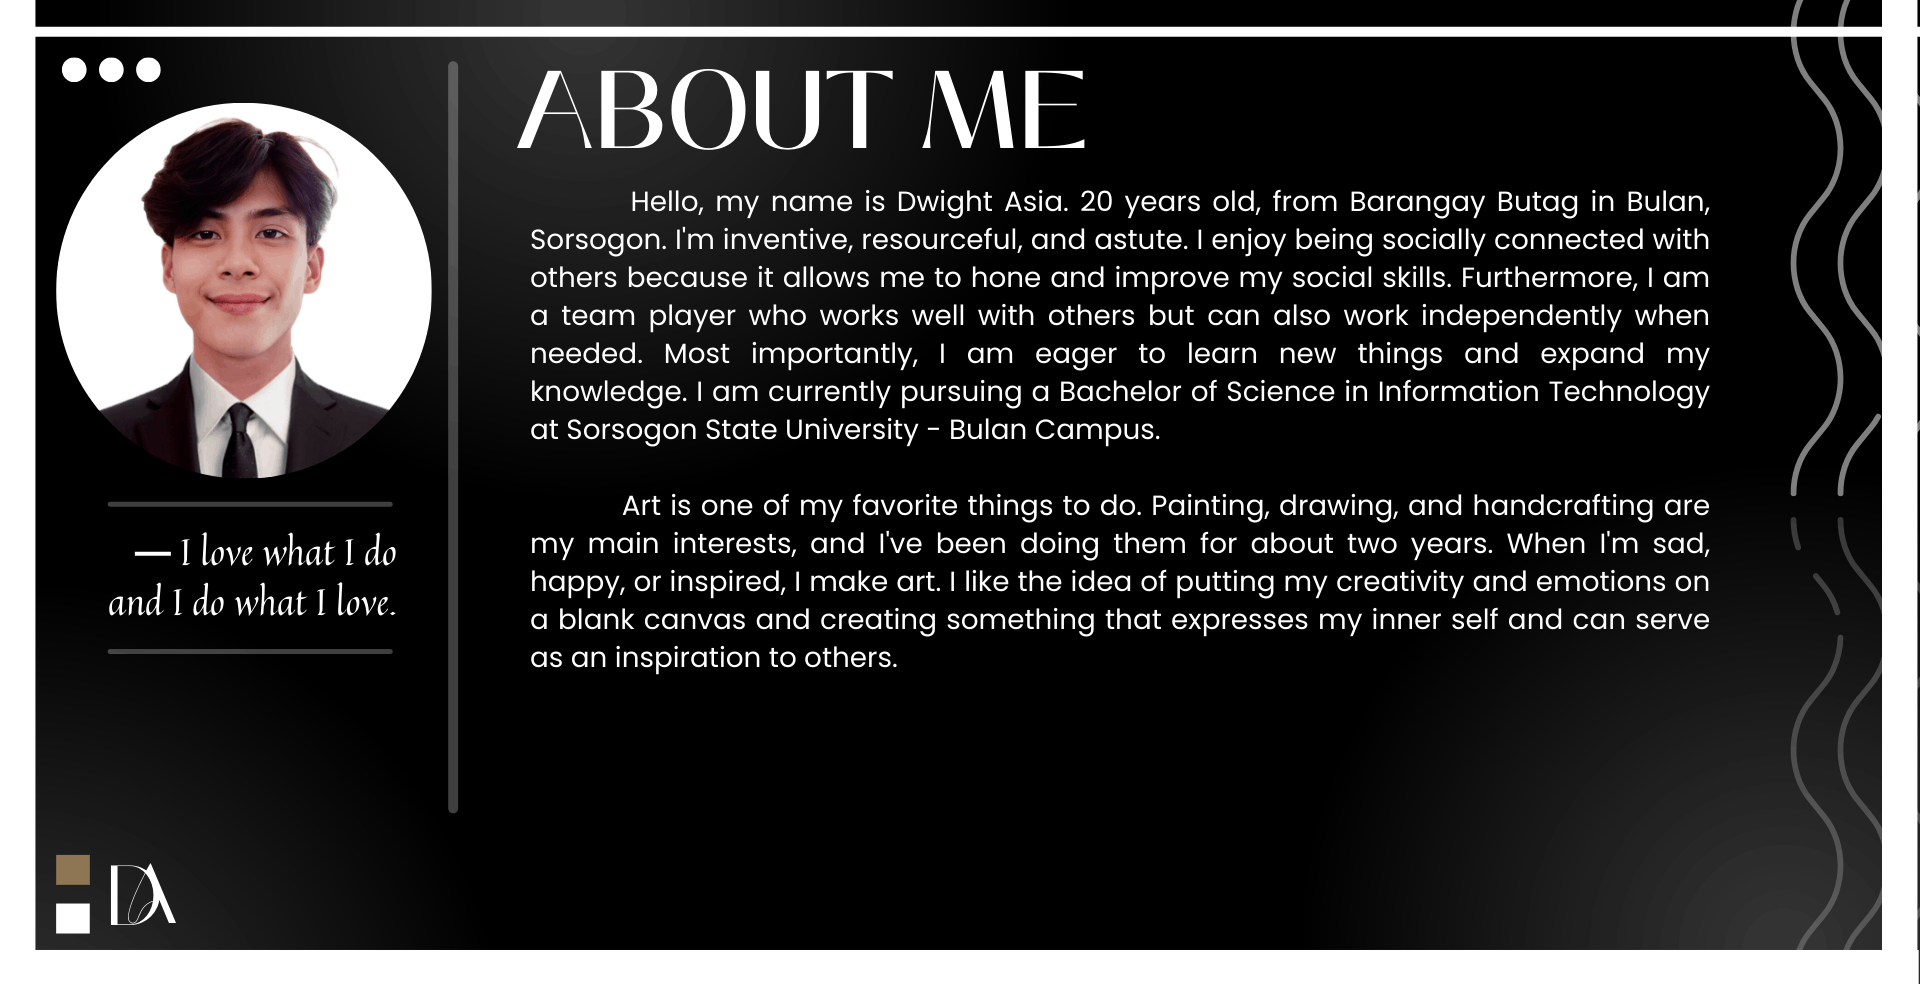 ABOUT ME
Hello, my name is Dwight Asia. 20 years old, from Barangay Butag in Bulan,
Sorsogon. I'm inventive, resourceful, and astute. I enjoy being socially connected with
others because it allows me to hone and improve my social skills. Furthermore, I am
a team player who works well with others but can also work independently when
needed. Most importantly, I am eager to learn new things and expand my
knowledge. I am currently pursuing a Bachelor of Science in Information Technology
at Sorsogon State University - Bulan Campus.
Art is one of my favorite things to do. Painting, drawing, and handcrafting are
my main interests, and I've been doing them for about two years. When I'm sad,
happy, or inspired, I make art. I like the idea of putting my creativity and emotions on
a blank canvas and creating something that expresses my inner self and can serve
as an inspiration to others.
— I love what I do
and I do what I love.
DA